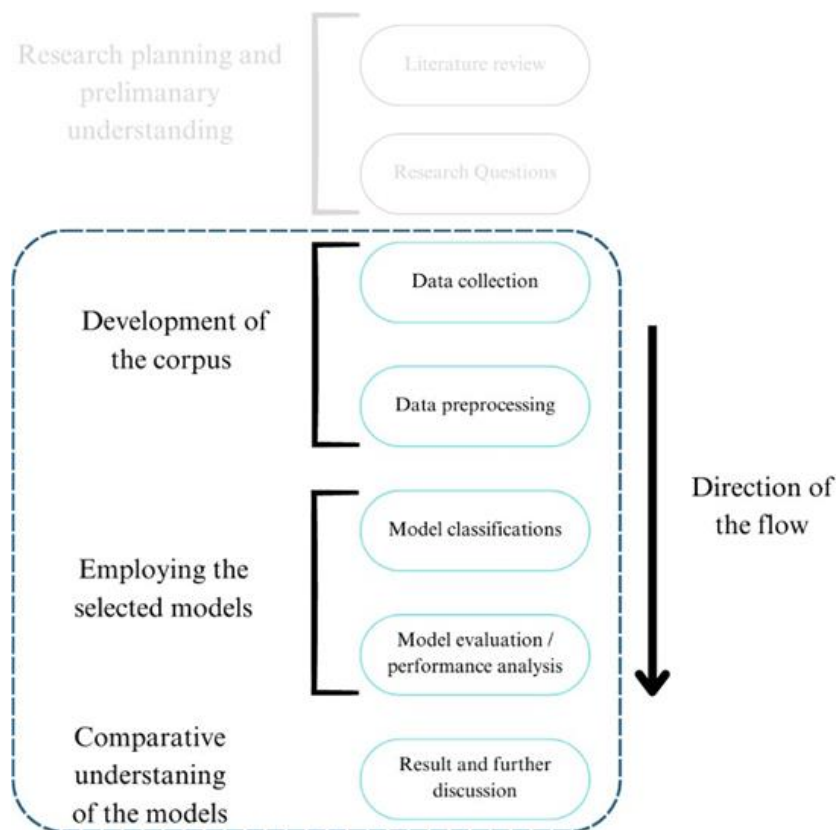 Research planning and
prelimanary
understanding
Literature review
Research Questions
Development of
the corpus
Data collection
Data preprocessing
Employing the
selected models
Model classifications
Model evaluation /
performance analysis
Comparative
understaning
of the models
Result and further
discussion
Direction of
the flow